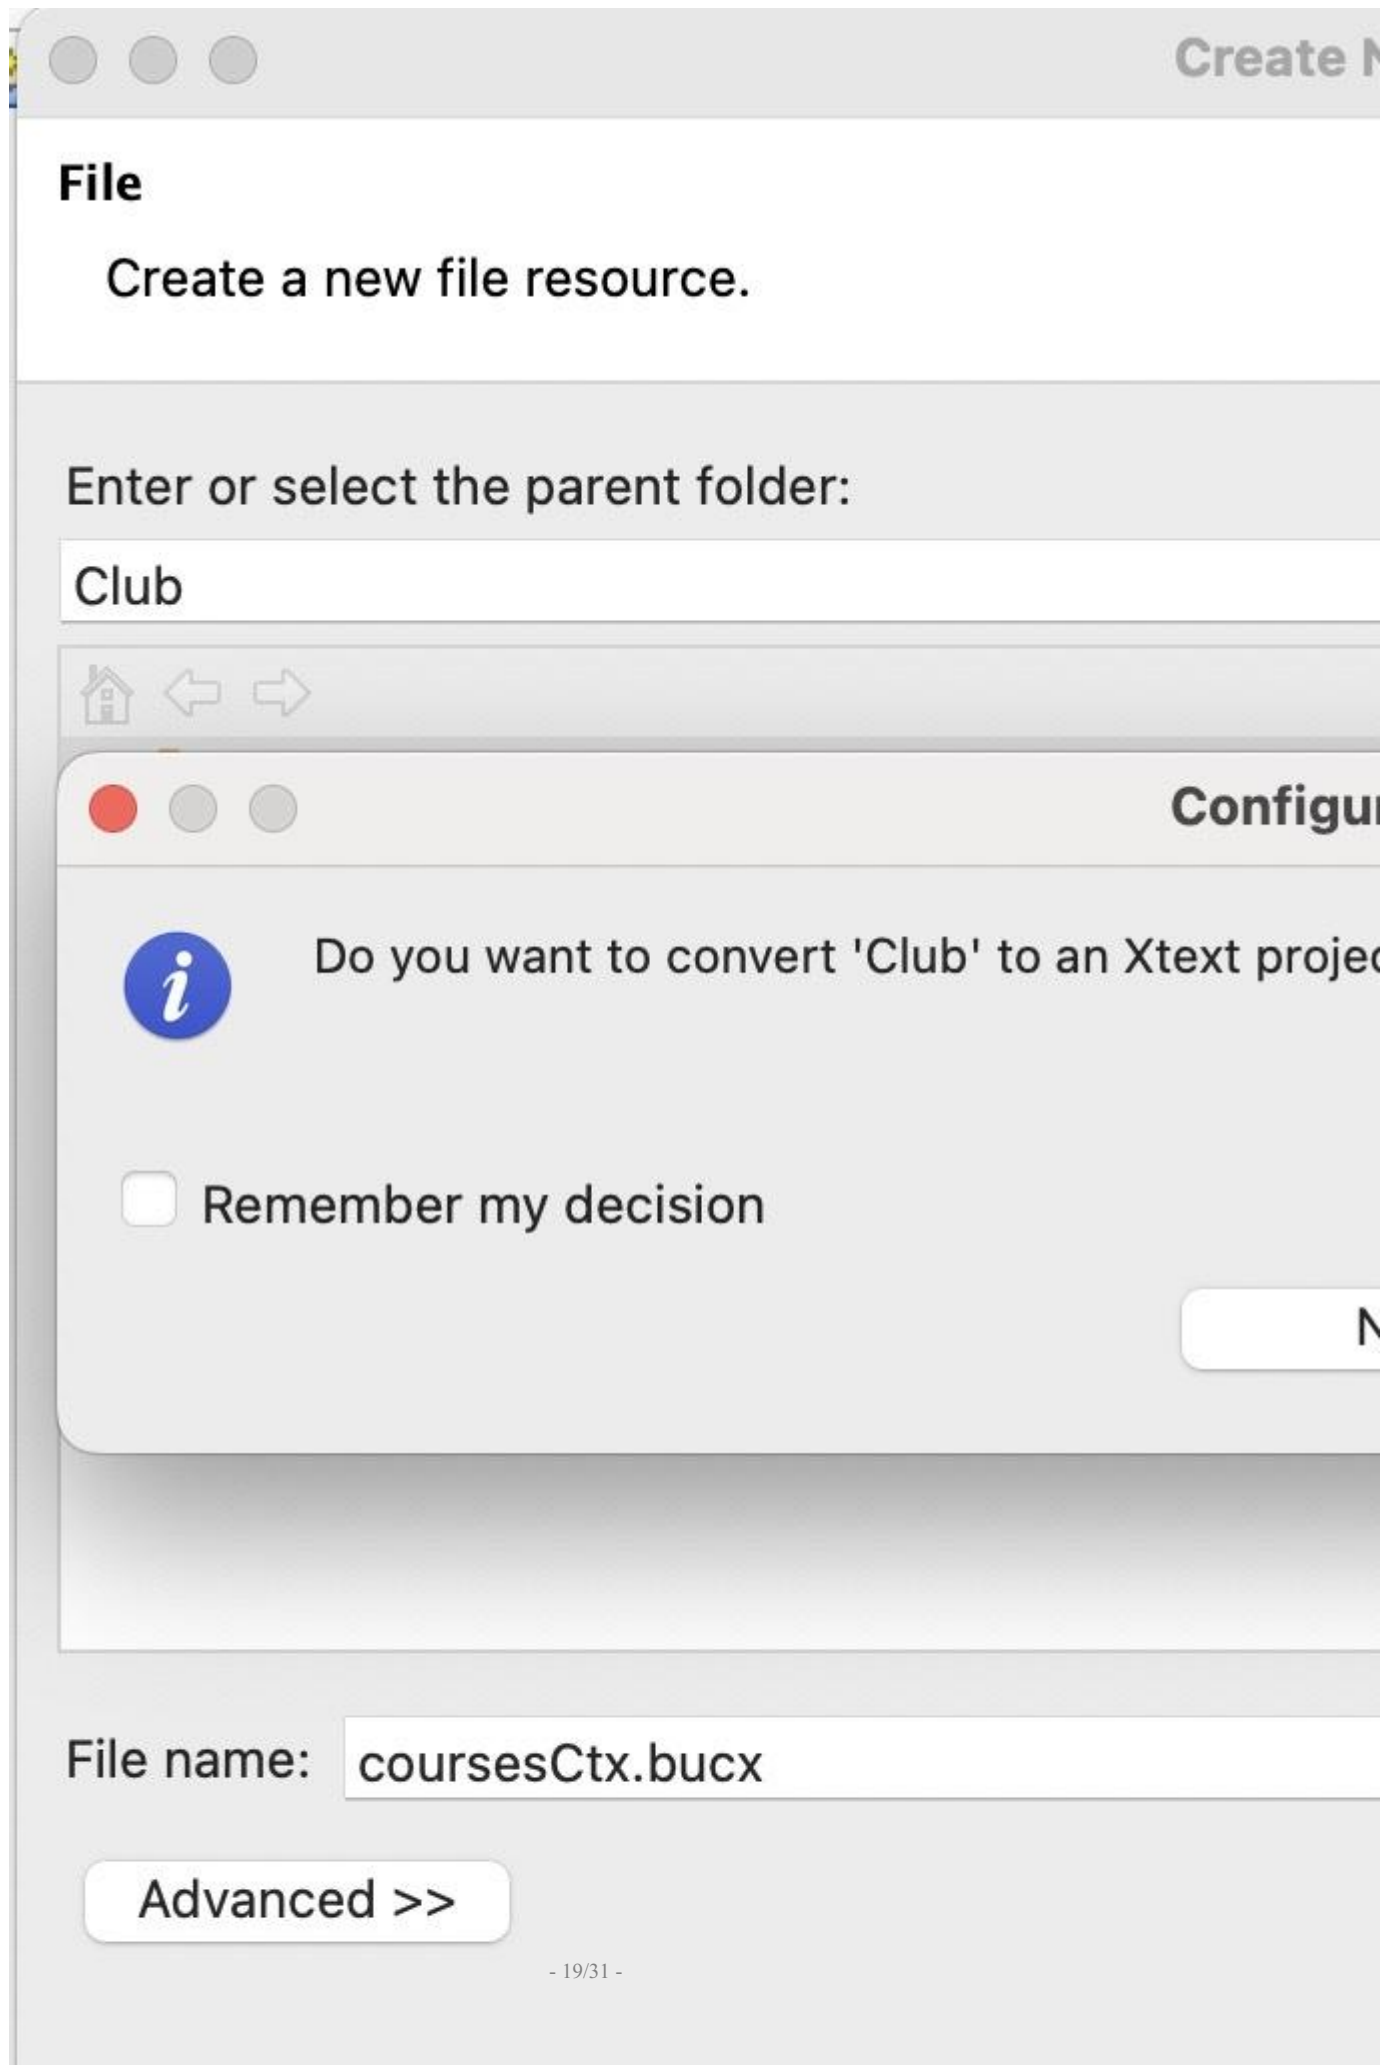 Create N
File
Create a new file resource.
Enter or select the parent folder:
Club
Configur
Do you want to convert 'Club' to an Xtext projec
Remember my decision
N
File name: coursesCtx.bucx
Advanced >>
- 19/31 -